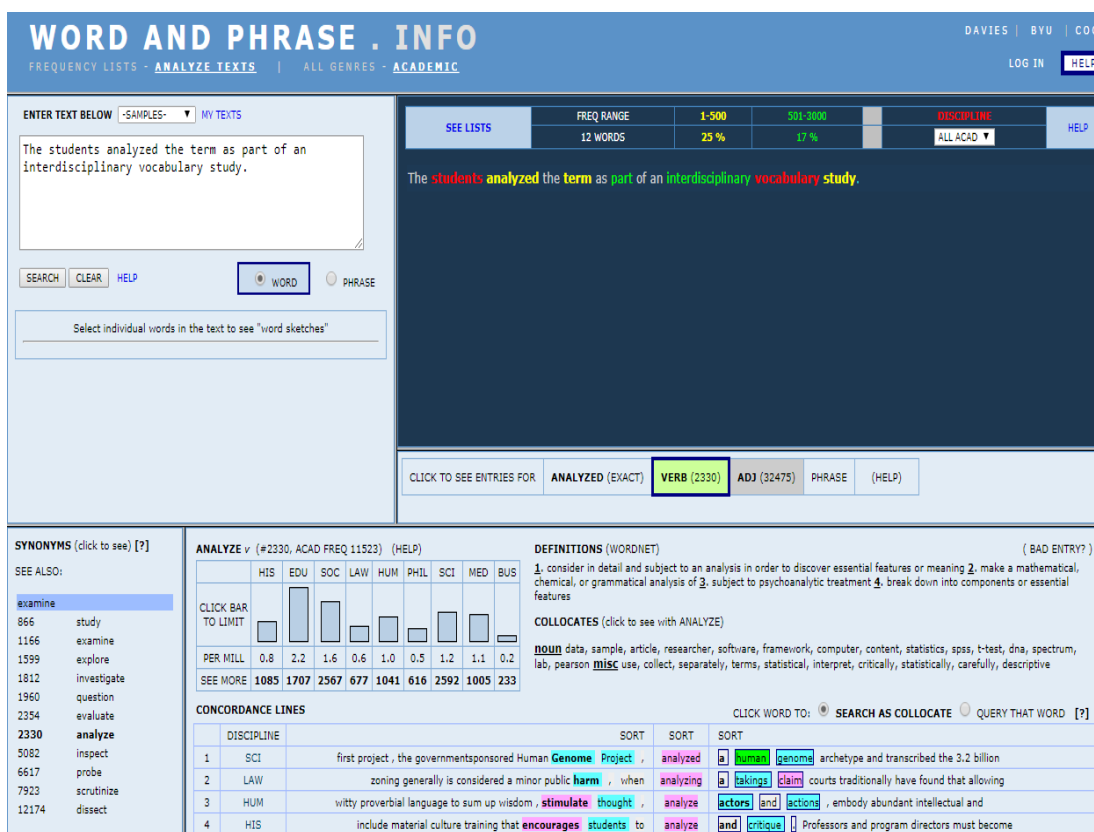 WORD AND PHRASE . INFO
FREQUENCY LISTS - ANALYZE TEXTS | ALL GENRES - ACADEMIC
DAVIES | BYU |
LOG IN HELP
ENTER TEXT BELOW -SAMPLES- MY TEXTS
The students analyzed the term as part of an
interdisciplinary vocabulary study.
SEARCH CLEAR HELP WORD PHRASE
Select individual words in the text to see "word sketches"
SEE LISTS FREQ RANGE 1-500 501-3000 DISCIPLINE HELP
12 WORDS 25 % 17 % ALL ACAD
The students analyzed the term as part of an interdisciplinary vocabulary study.
CLICK TO SEE ENTRIES FOR ANALYZED (EXACT) VERB (2330) ADJ (32475) PHRASE (HELP)
SYNONYMS (click to see) [?]
SEE ALSO:
examine
866 study
1166 examine
1599 explore
1812 investigate
1960 question
2354 evaluate
2330 analyze
5082 inspect
6617 probe
7923 scrutinize
12174 dissect
ANALYZE v (#2330, ACAD FREQ 11523) (HELP)
HIS EDU SOC LAW HUM PHIL SCI MED BUS
CLICK BAR
TO LIMIT
PER MILL 0.8 2.2 1.6 0.6 1.0 0.5 1.2 1.1 0.2
SEE MORE 1085 1707 2567 677 1041 616 2592 1005 233
DEFINITIONS (WORDNET) ( BAD ENTRY? )
1. consider in detail and subject to an analysis in order to discover essential features or meaning 2. make a mathematical,
chemical, or grammatical analysis of 3. subject to psychoanalytic treatment 4. break down into components or essential
features
COLLOCATES (click to see with ANALYZE)
noun data, sample, article, researcher, software, framework, computer, content, statistics, spss, t-test, dna, spectrum,
lab, pearson misc use, collect, separately, terms, statistical, interpret, critically, statistically, carefully, descriptive
CONCORDANCE LINES CLICK WORD TO: SEARCH AS COLLOCATE QUERY THAT WORD [?]
DISCIPLINE SORT SORT SORT
1 SCI first project , the governmentsponsored Human Genome Project , analyzed a human genome archetype and transcribed the 3.2 billion
2 LAW zoning generally is considered a minor public harm , when analyzing a takings claim courts traditionally have found that allowing
3 HUM witty proverbial language to sum up wisdom , stimulate thought , analyze actors and actions , embody abundant intellectual and
4 HIS include material culture training that encourages students to analyze and critique . Professors and program directors must become